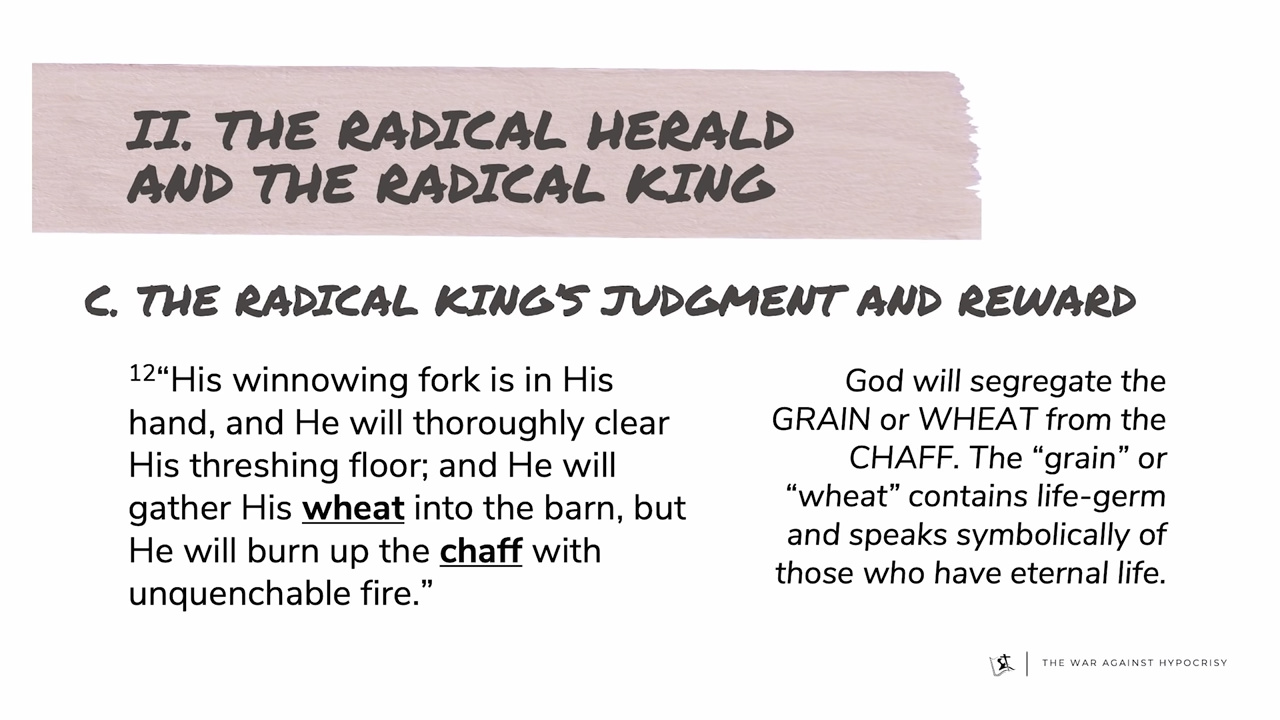 II. THE RADICAL HERALD
AND THE RADICAL KING
C. THE RADICAL KING'S JUDGMENT AND REWARD
12“His winnowing fork is in His
hand, and He will thoroughly clear
His threshing floor; and He will
gather His wheat into the barn, but
He will burn up the chaff with
unquenchable fire.”
God will segregate the
GRAIN or WHEAT from the
CHAFF. The “grain” or
“wheat” contains life-germ
and speaks symbolically of
those who have eternal life.
THE WAR AGAINST HYPOCRISY